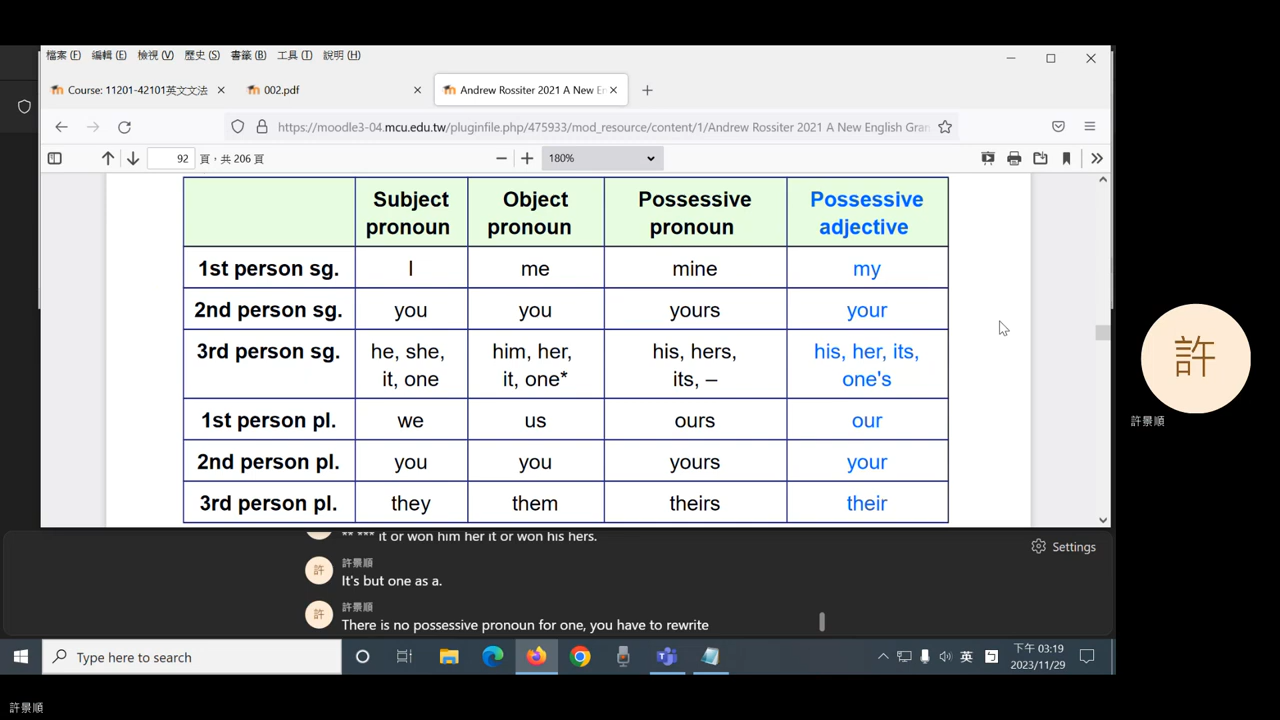 檔案 (F) 編輯 (E) 檢視 (V) 歷史 (S) 書籤 (B) 工具 (T) 說明 (H)
Course: 11201-42101英文文法 002.pdf Andrew Rossiter 2021 A New En
https://moodle3-04.mcu.edu.tw/pluginfile.php/475933/mod_resource/content/1/Andrew Rossiter 2021 A New English Gran
92 頁，共 206 頁 180%
Subject pronoun Object pronoun Possessive pronoun Possessive adjective
1st person sg. I me mine my
2nd person sg. you you yours your
3rd person sg. he, she, it, one him, her, it, one* his, hers, its, – his, her, its, one's
1st person pl. we us ours our
2nd person pl. you you yours your
3rd person pl. they them theirs their
** *** it or won him her it or won his hers.
Settings
許景順
It's but one as a.
許景順
There is no possessive pronoun for one, you have to rewrite
許
許
許
許景順
Type here to search
英
下午 03:19
2023/11/29
許景順